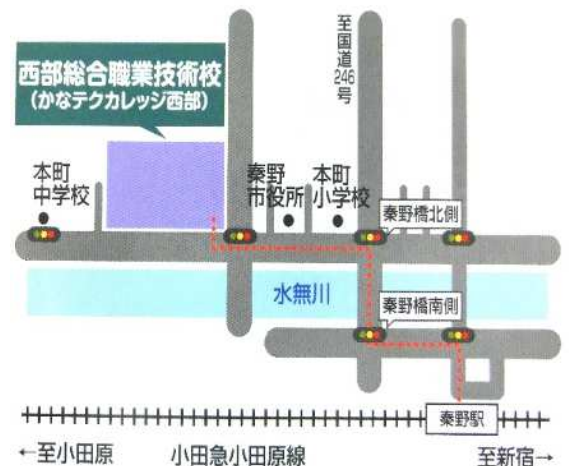 西部総合職業技術校
(かなテクカレッジ西部)
至国道246号
本町
中学校
秦野
市役所
本町
小学校
秦野橋北側
水無川
秦野橋南側
秦野駅
←至小田原
小田急小田原線
至新宿→